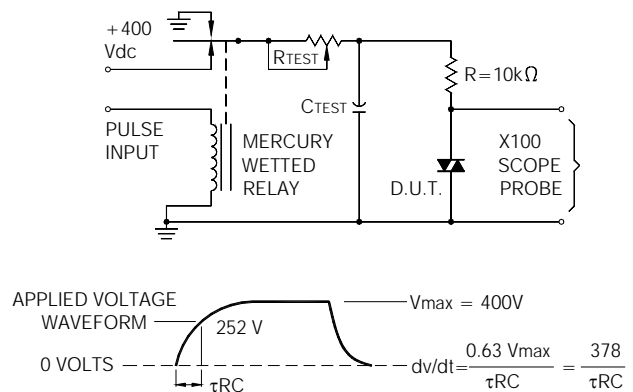 +400
Vdc
RTEST
R=10kΩ
CTEST
PULSE
INPUT
MERCURY
WETTED
RELAY
D.U.T.
X100
SCOPE
PROBE
APPLIED VOLTAGE
WAVEFORM
252 V
Vmax = 400V
0 VOLTS
τRC
dv/dt= 0.63 Vmax / τRC = 378 / τRC